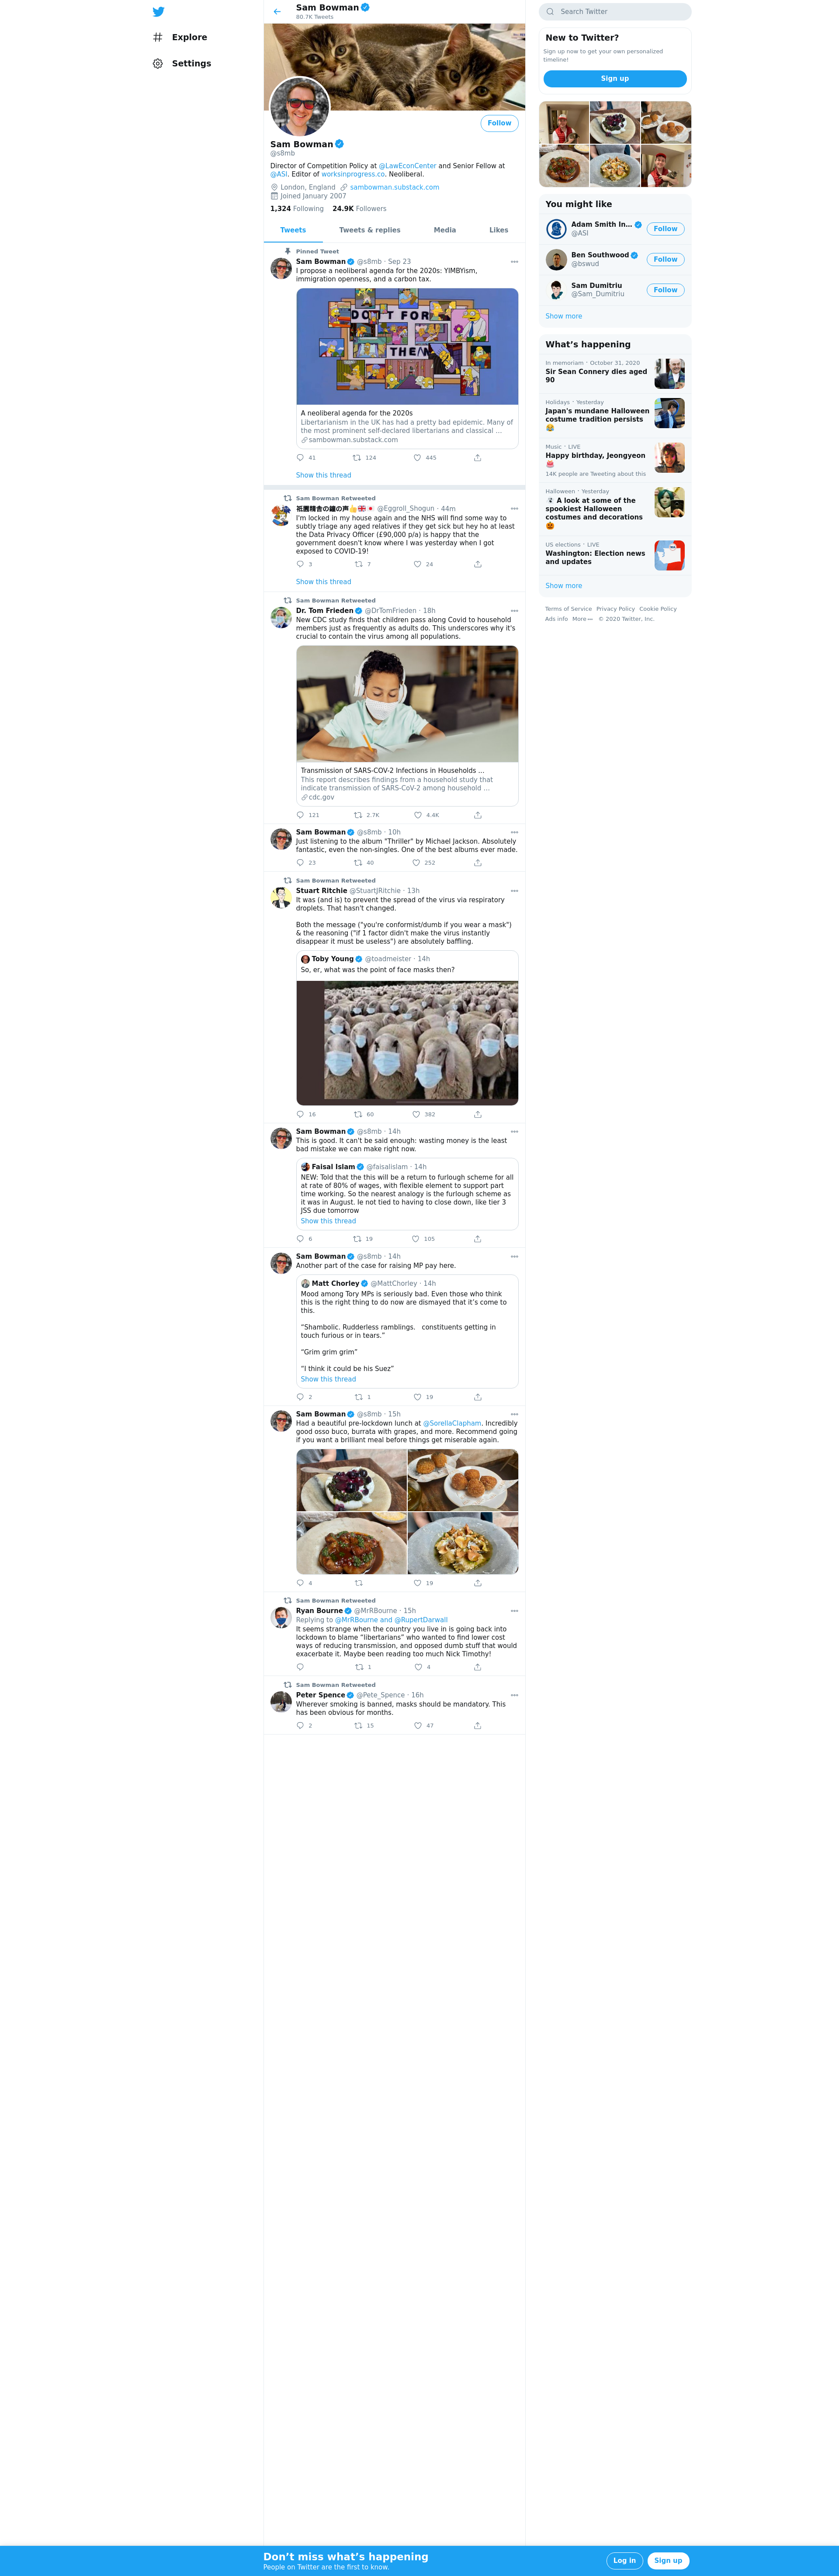 Explore
Settings
Sam Bowman
80.7K Tweets
Follow
Sam Bowman
@s8mb
Director of Competition Policy at @LawEconCenter and Senior Fellow at
@ASI. Editor of worksinprogress.co. Neoliberal.
London, England sambowman.substack.com
Joined January 2007
1,324 Following 24.9K Followers
Tweets Tweets & replies Media Likes
Pinned Tweet
Sam Bowman @s8mb · Sep 23
I propose a neoliberal agenda for the 2020s: YIMBYism,
immigration openness, and a carbon tax.
DON'T FOR
THEM
A neoliberal agenda for the 2020s
Libertarianism in the UK has had a pretty bad epidemic. Many of
the most prominent self-declared libertarians and classical ...
sambowman.substack.com
41 124 445
Show this thread
Sam Bowman Retweeted
祇園精舎の鐘の声👍🇬🇧🇯🇵 @Eggroll_Shogun · 44m
I'm locked in my house again and the NHS will find some way to
subtly triage any aged relatives if they get sick but hey ho at least
the Data Privacy Officer (£90,000 p/a) is happy that the
government doesn't know where I was yesterday when I got
exposed to COVID-19!
3 7 24
Show this thread
Sam Bowman Retweeted
Dr. Tom Frieden @DrTomFrieden · 18h
New CDC study finds that children pass along Covid to household
members just as frequently as adults do. This underscores why it's
crucial to contain the virus among all populations.
Transmission of SARS-COV-2 Infections in Households ...
This report describes findings from a household study that
indicate transmission of SARS-CoV-2 among household ...
cdc.gov
121 2.7K 4.4K
Sam Bowman @s8mb · 10h
Just listening to the album "Thriller" by Michael Jackson. Absolutely
fantastic, even the non-singles. One of the best albums ever made.
23 40 252
Sam Bowman Retweeted
Stuart Ritchie @StuartJRitchie · 13h
It was (and is) to prevent the spread of the virus via respiratory
droplets. That hasn't changed.
Both the message ("you're conformist/dumb if you wear a mask")
& the reasoning ("if 1 factor didn't make the virus instantly
disappear it must be useless") are absolutely baffling.
Toby Young @toadmeister · 14h
So, er, what was the point of face masks then?
16 60 382
Sam Bowman @s8mb · 14h
This is good. It can't be said enough: wasting money is the least
bad mistake we can make right now.
Faisal Islam @faisalislam · 14h
NEW: Told that the this will be a return to furlough scheme for all
at rate of 80% of wages, with flexible element to support part
time working. So the nearest analogy is the furlough scheme as
it was in August. Ie not tied to having to close down, like tier 3
JSS due tomorrow
Show this thread
6 19 105
Sam Bowman @s8mb · 14h
Another part of the case for raising MP pay here.
Matt Chorley @MattChorley · 14h
Mood among Tory MPs is seriously bad. Even those who think
this is the right thing to do now are dismayed that it's come to
this.
"Shambolic. Rudderless ramblings. constituents getting in
touch furious or in tears."
"Grim grim grim"
"I think it could be his Suez"
Show this thread
2 1 19
Sam Bowman @s8mb · 15h
Had a beautiful pre-lockdown lunch at @SorellaClapham. Incredibly
good osso buco, burrata with grapes, and more. Recommend going
if you want a brilliant meal before things get miserable again.
4 19
Sam Bowman Retweeted
Ryan Bourne @MrRBourne · 15h
Replying to @MrRBourne and @RupertDarwall
It seems strange when the country you live in is going back into
lockdown to blame "libertarians" who wanted to find lower cost
ways of reducing transmission, and opposed dumb stuff that would
exacerbate it. Maybe been reading too much Nick Timothy!
1 4
Sam Bowman Retweeted
Peter Spence @Pete_Spence · 16h
Wherever smoking is banned, masks should be mandatory. This
has been obvious for months.
2 15 47
Search Twitter
New to Twitter?
Sign up now to get your own personalized
timeline!
Sign up
You might like
Adam Smith In...
@ASI
Follow
Ben Southwood
@bswud
Follow
Sam Dumitriu
@Sam_Dumitriu
Follow
Show more
What's happening
In memoriam · October 31, 2020
Sir Sean Connery dies aged
90
Holidays · Yesterday
Japan's mundane Halloween
costume tradition persists
😂
Music · LIVE
Happy birthday, Jeongyeon
🎂
14K people are Tweeting about this
Halloween · Yesterday
A look at some of the
spookiest Halloween
costumes and decorations
🎃
US elections · LIVE
Washington: Election news
and updates
Show more
Terms of Service Privacy Policy Cookie Policy
Ads info More © 2020 Twitter, Inc.
Don't miss what's happening
People on Twitter are the first to know.
Log in Sign up